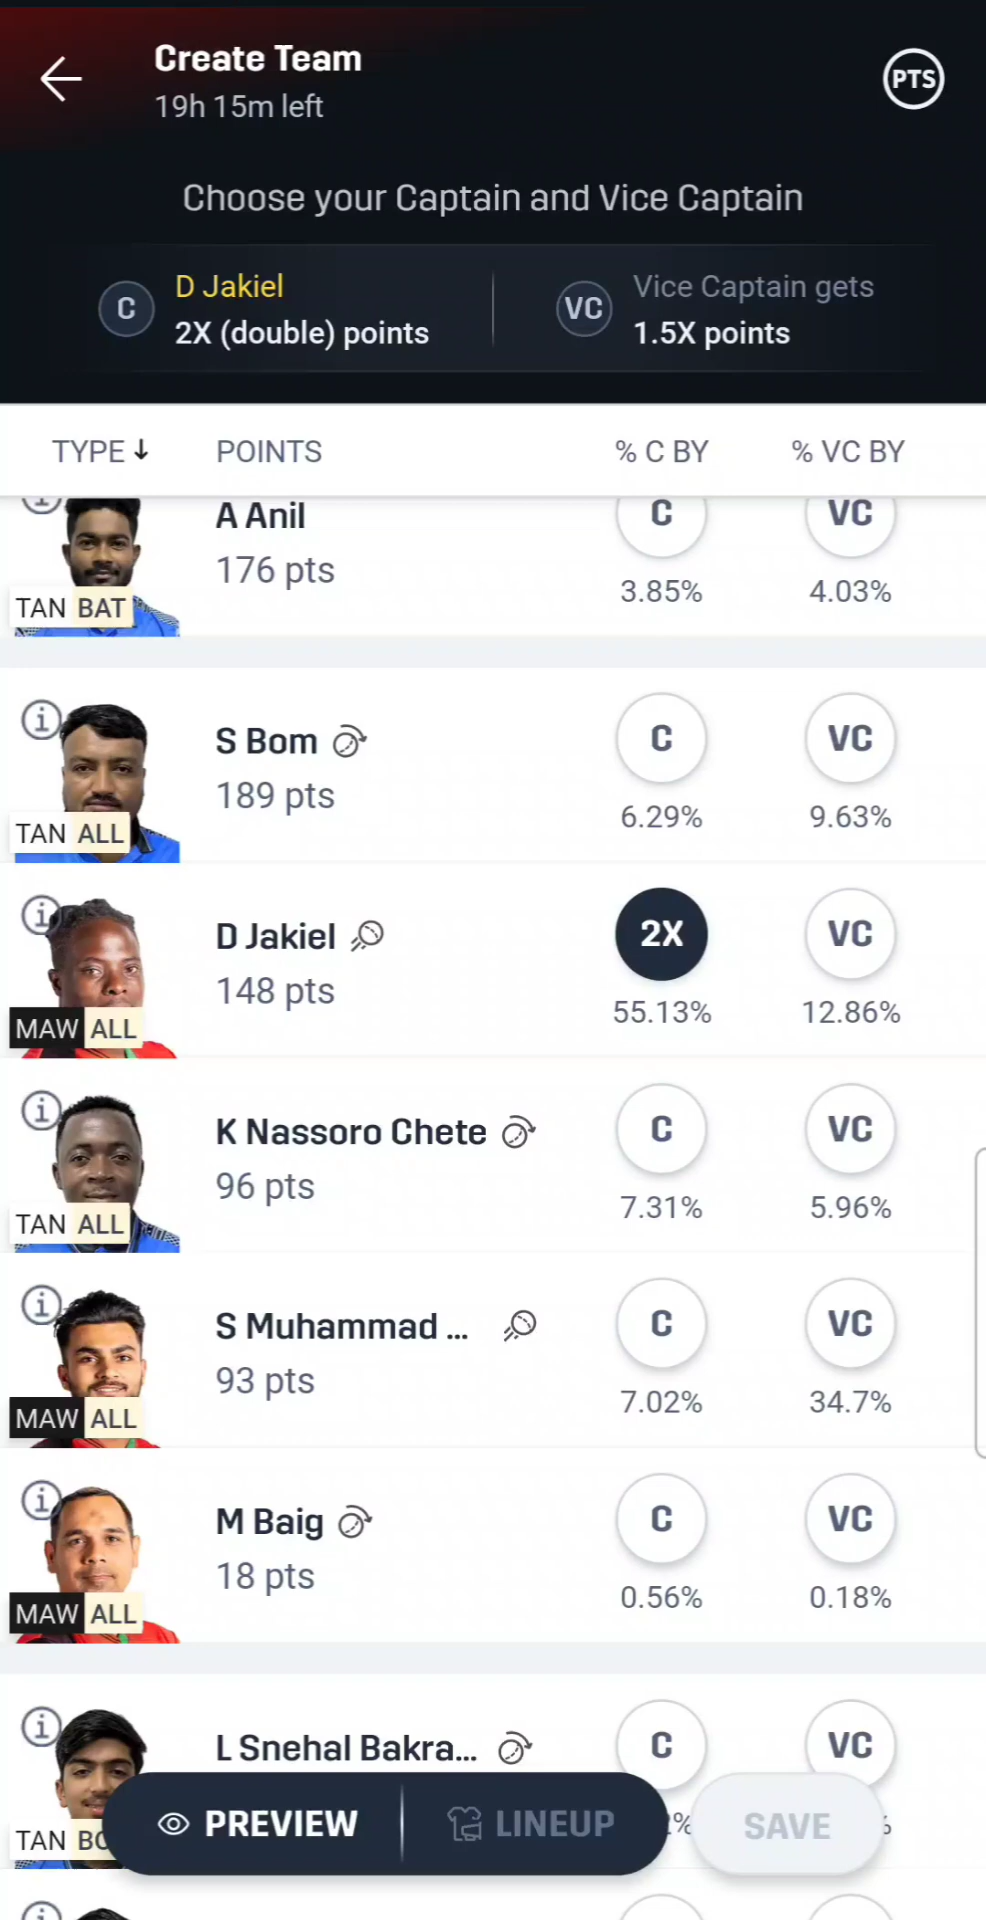 Create Team
19h 15m left
PTS
Choose your Captain and Vice Captain
C
D Jakiel
2X (double) points
VC
Vice Captain gets
1.5X points
TYPE ↓ POINTS % C BY % VC BY
A Anil
176 pts
TAN BAT
C
3.85%
VC
4.03%
S Bom
189 pts
TAN ALL
C
6.29%
VC
9.63%
D Jakiel
148 pts
MAW ALL
2X
55.13%
VC
12.86%
K Nassoro Chete
96 pts
TAN ALL
C
7.31%
VC
5.96%
S Muhammad ...
93 pts
MAW ALL
C
7.02%
VC
34.7%
M Baig
18 pts
MAW ALL
C
0.56%
VC
0.18%
L Snehal Bakra...
C
VC
TAN
PREVIEW
LINEUP
%
SAVE